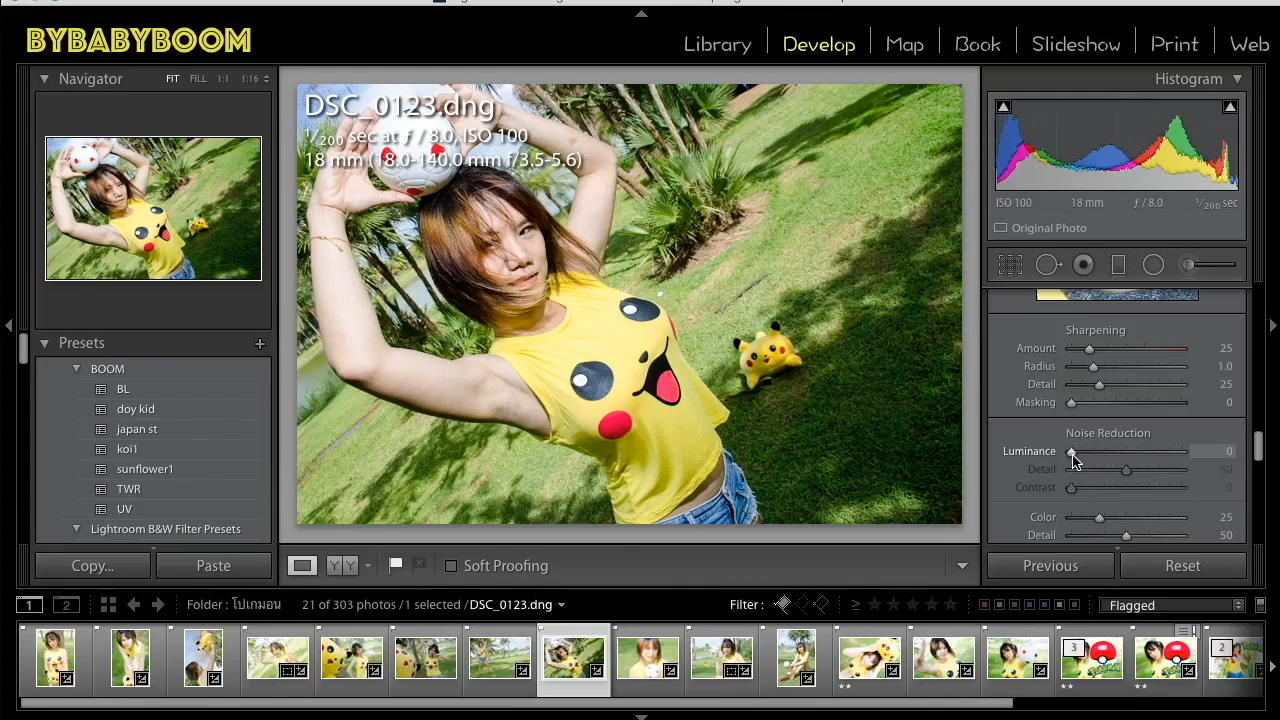 BYBABYBOOM
Library
Develop
Map
Book
Slideshow
Print
Web
Navigator
FIT
FILL
1:1
1:16
Histogram
DSC_0123.dng
1/200 sec at f / 8.0, ISO 100
18 mm (18.0-140.0 mm f/3.5-5.6)
ISO 100
18 mm
f / 8.0
1/200 sec
Original Photo
Presets
BOOM
BL
doy kid
japan st
koi1
sunflower1
TWR
UV
Lightroom B&W Filter Presets
Sharpening
Amount 25
Radius 1.0
Detail 25
Masking 0
Noise Reduction
Luminance 0
Detail 50
Contrast 0
Color 25
Detail 50
Copy...
Paste
Y Y
Soft Proofing
Previous
Reset
1
2
Folder : โปเกมอน
21 of 303 photos /1 selected /DSC_0123.dng
Filter :
≥
Flagged
3
2